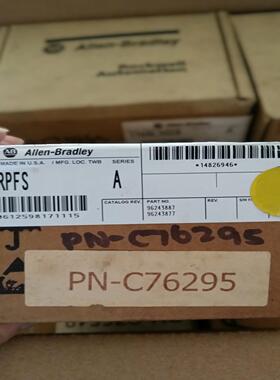 Allen-Bradley
Rockwell
Automation
AB Allen-Bradley
MADE IN U.S.A. / MFG. LOC. TWB SERIES
RPFS A
*14826946*
CATALOG REV. PART NO. REV. S/W F
96243887
96243877
PN-C76295
PN-C76295